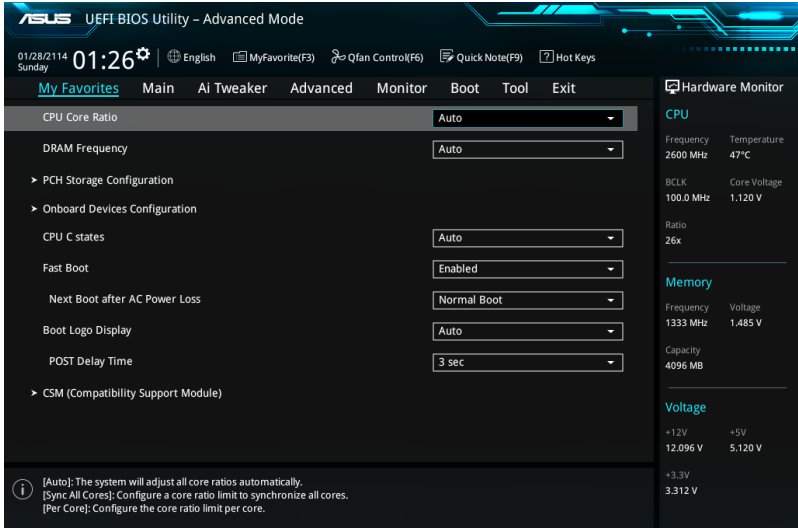 ASUS UEFI BIOS Utility – Advanced Mode
01/28/2114
Sunday
01:26
English
MyFavorite(F3)
Qfan Control(F6)
Quick Note(F9)
? Hot Keys
My Favorites Main Ai Tweaker Advanced Monitor Boot Tool Exit
CPU Core Ratio Auto
DRAM Frequency Auto
PCH Storage Configuration
Onboard Devices Configuration
CPU C states Auto
Fast Boot Enabled
Next Boot after AC Power Loss Normal Boot
Boot Logo Display Auto
POST Delay Time 3 sec
CSM (Compatibility Support Module)
[Auto]: The system will adjust all core ratios automatically.
[Sync All Cores]: Configure a core ratio limit to synchronize all cores.
[Per Core]: Configure the core ratio limit per core.
Hardware Monitor
CPU
Frequency Temperature
2600 MHz 47°C
BCLK Core Voltage
100.0 MHz 1.120 V
Ratio
26x
Memory
Frequency Voltage
1333 MHz 1.485 V
Capacity
4096 MB
Voltage
+12V +5V
12.096 V 5.120 V
+3.3V
3.312 V